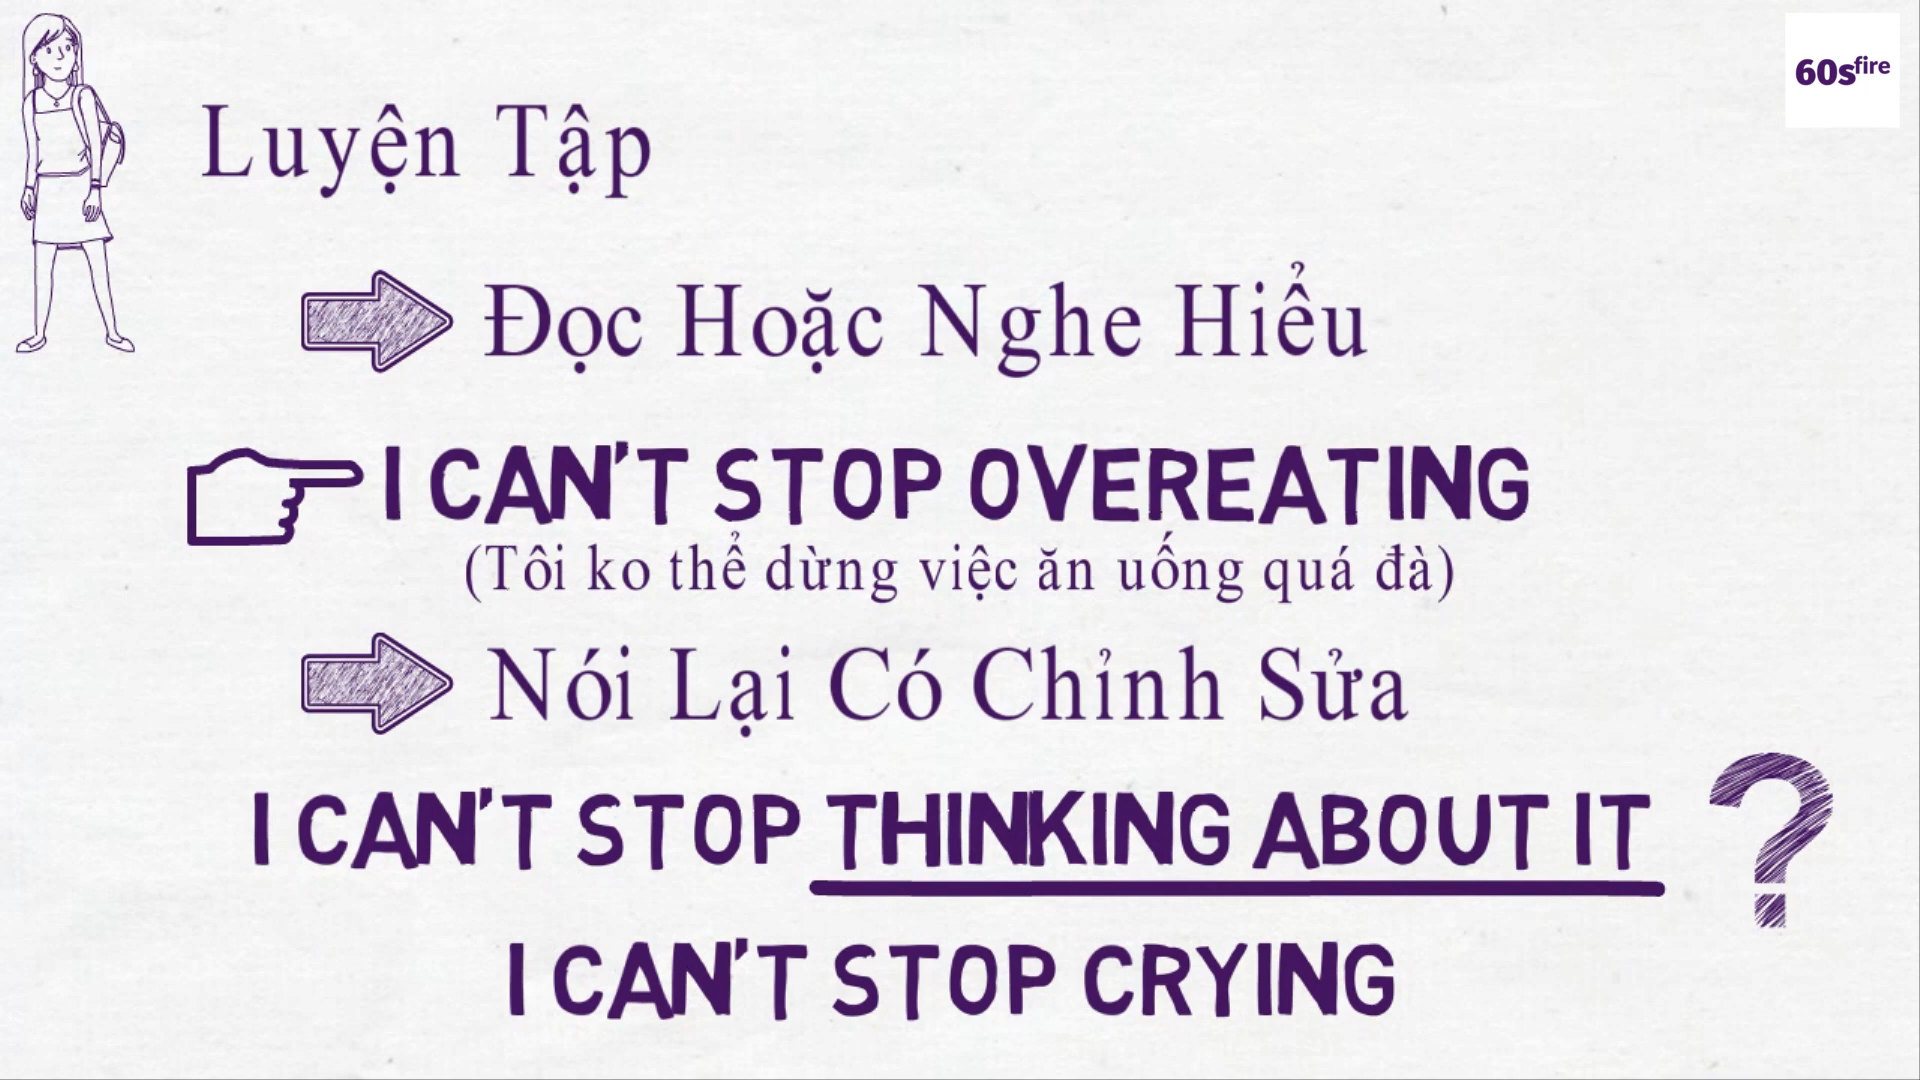 60sfire
Luyện Tập
Đọc Hoặc Nghe Hiểu
I CAN'T STOP OVEREATING
(Tôi ko thể dừng việc ăn uống quá đà)
Nói Lại Có Chỉnh Sửa
I CAN'T STOP THINKING ABOUT IT ?
I CAN'T STOP CRYING